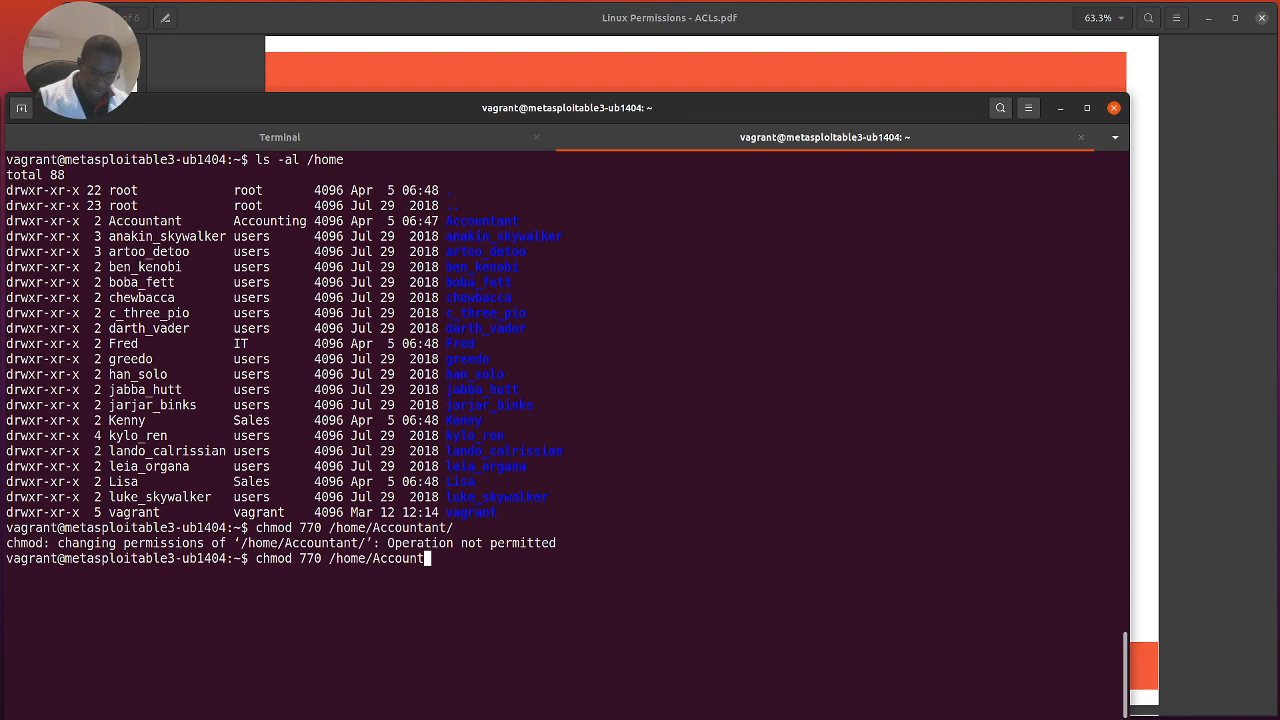 of 6
Linux Permissions - ACLs.pdf
63.3%
vagrant@metasploitable3-ub1404: ~
Terminal
vagrant@metasploitable3-ub1404: ~
vagrant@metasploitable3-ub1404:~$ ls -al /home
total 88
drwxr-xr-x 22 root root 4096 Apr 5 06:48 .
drwxr-xr-x 23 root root 4096 Jul 29 2018 ..
drwxr-xr-x 2 Accountant Accounting 4096 Apr 5 06:47 Accountant
drwxr-xr-x 3 anakin_skywalker users 4096 Jul 29 2018 anakin_skywalker
drwxr-xr-x 3 artoo_detoo users 4096 Jul 29 2018 artoo_detoo
drwxr-xr-x 2 ben_kenobi users 4096 Jul 29 2018 ben_kenobi
drwxr-xr-x 2 boba_fett users 4096 Jul 29 2018 boba_fett
drwxr-xr-x 2 chewbacca users 4096 Jul 29 2018 chewbacca
drwxr-xr-x 2 c_three_pio users 4096 Jul 29 2018 c_three_pio
drwxr-xr-x 2 darth_vader users 4096 Jul 29 2018 darth_vader
drwxr-xr-x 2 Fred IT 4096 Apr 5 06:48 Fred
drwxr-xr-x 2 greedo users 4096 Jul 29 2018 greedo
drwxr-xr-x 2 han_solo users 4096 Jul 29 2018 han_solo
drwxr-xr-x 2 jabba_hutt users 4096 Jul 29 2018 jabba_hutt
drwxr-xr-x 2 jarjar_binks users 4096 Jul 29 2018 jarjar_binks
drwxr-xr-x 2 Kenny Sales 4096 Apr 5 06:48 Kenny
drwxr-xr-x 4 kylo_ren users 4096 Jul 29 2018 kylo_ren
drwxr-xr-x 2 lando_calrissian users 4096 Jul 29 2018 lando_calrissian
drwxr-xr-x 2 leia_organa users 4096 Jul 29 2018 leia_organa
drwxr-xr-x 2 Lisa Sales 4096 Apr 5 06:48 Lisa
drwxr-xr-x 2 luke_skywalker users 4096 Jul 29 2018 luke_skywalker
drwxr-xr-x 5 vagrant vagrant 4096 Mar 12 12:14 vagrant
vagrant@metasploitable3-ub1404:~$ chmod 770 /home/Accountant/
chmod: changing permissions of ‘/home/Accountant/’: Operation not permitted
vagrant@metasploitable3-ub1404:~$ chmod 770 /home/Account